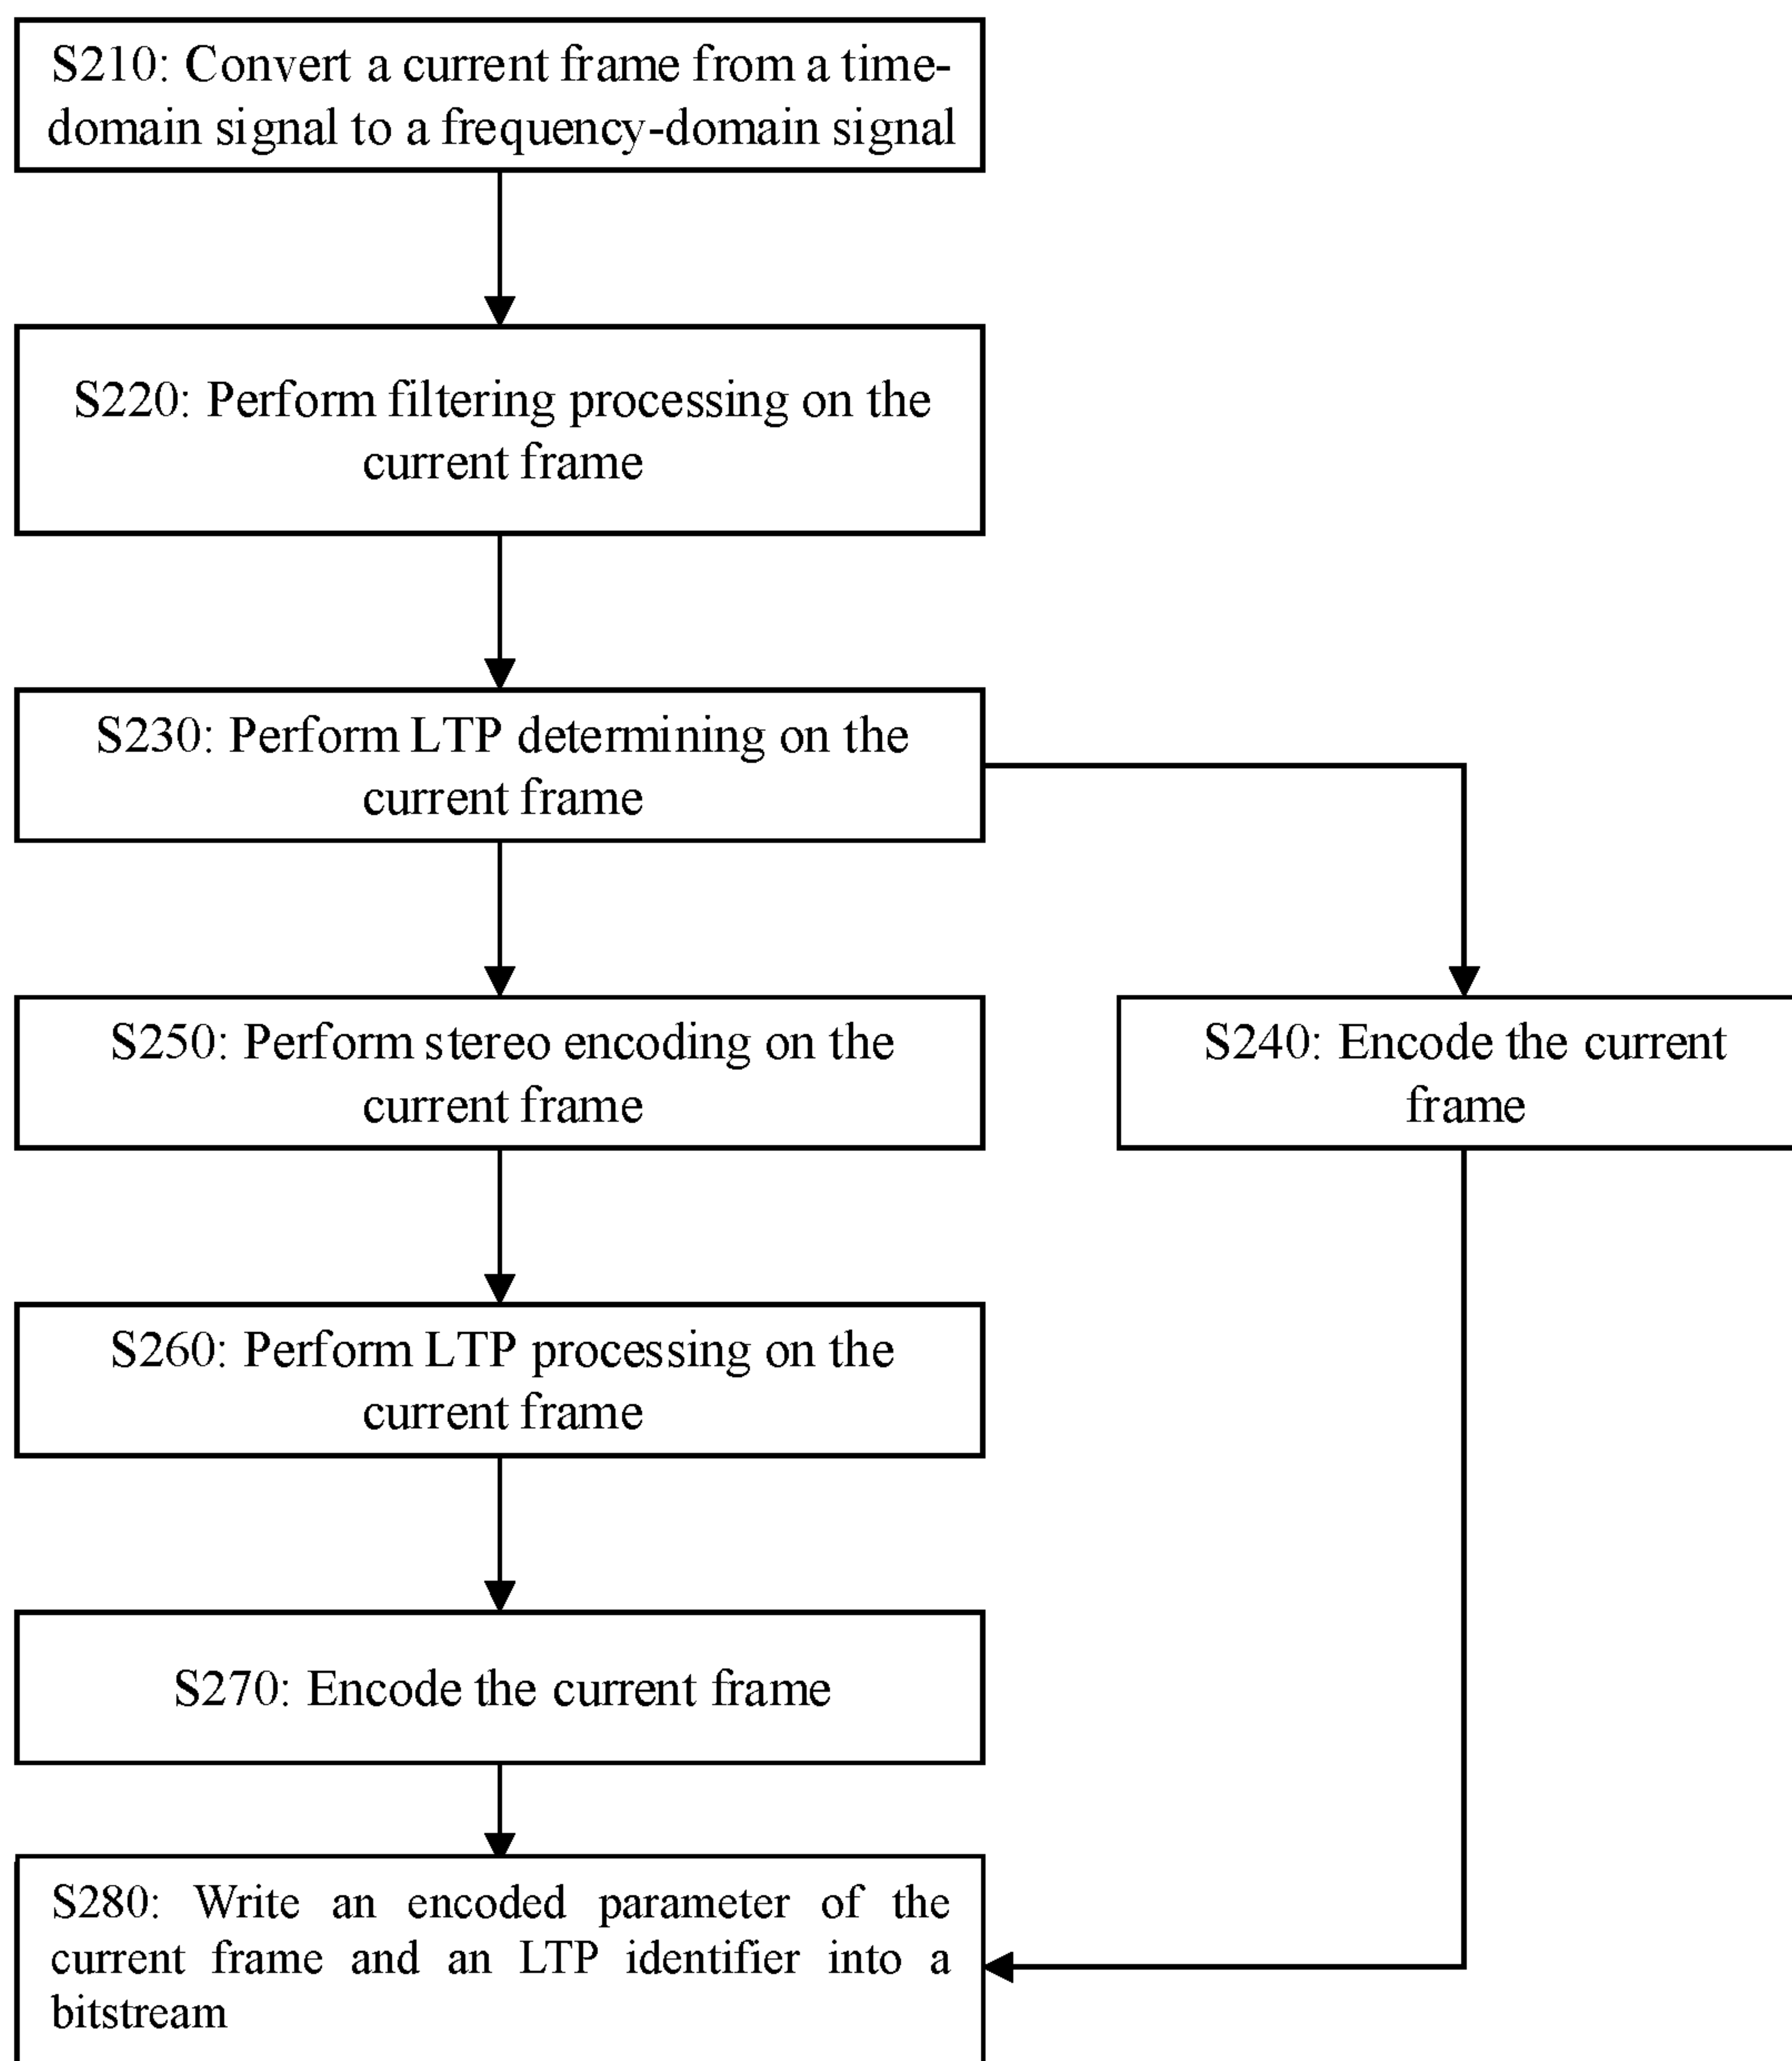 S210: Convert a current frame from a time-
domain signal to a frequency-domain signal
S220: Perform filtering processing on the
current frame
S230: Perform LTP determining on the
current frame
S250: Perform stereo encoding on the
current frame
S240: Encode the current
frame
S260: Perform LTP processing on the
current frame
S270: Encode the current frame
S280: Write an encoded parameter of the
current frame and an LTP identifier into a
bitstream